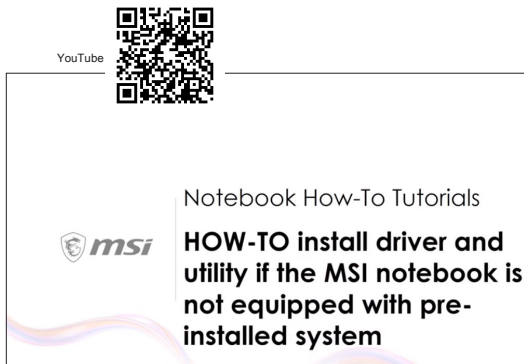 YouTube
Notebook How-To Tutorials
msi
HOW-TO install driver and
utility if the MSI notebook is
not equipped with pre-
installed system